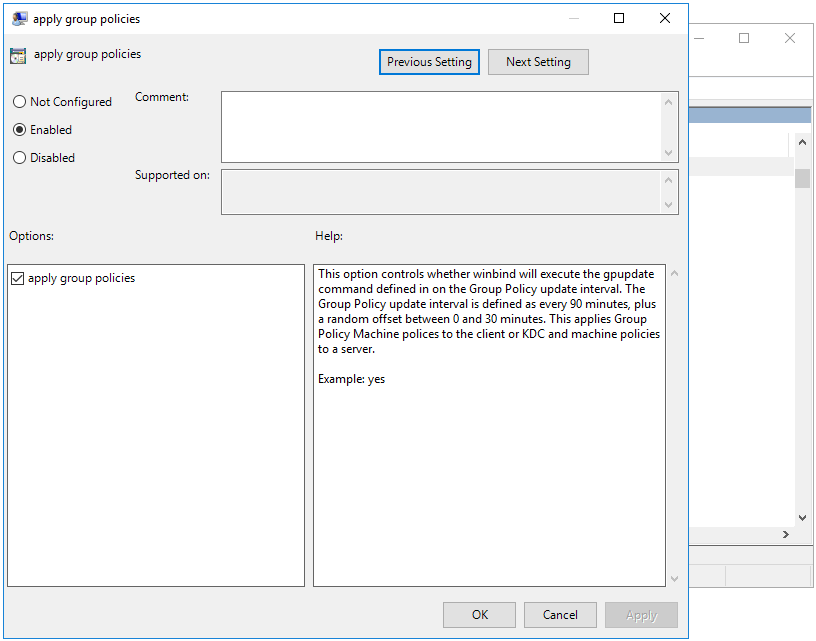 apply group policies
apply group policies
Previous Setting
Next Setting
Not Configured
Comment:
Enabled
Disabled
Supported on:
Options:
Help:
apply group policies
This option controls whether winbind will execute the gpupdate
command defined in on the Group Policy update interval. The
Group Policy update interval is defined as every 90 minutes, plus
a random offset between 0 and 30 minutes. This applies Group
Policy Machine polices to the client or KDC and machine policies
to a server.
Example: yes
OK
Cancel
Apply